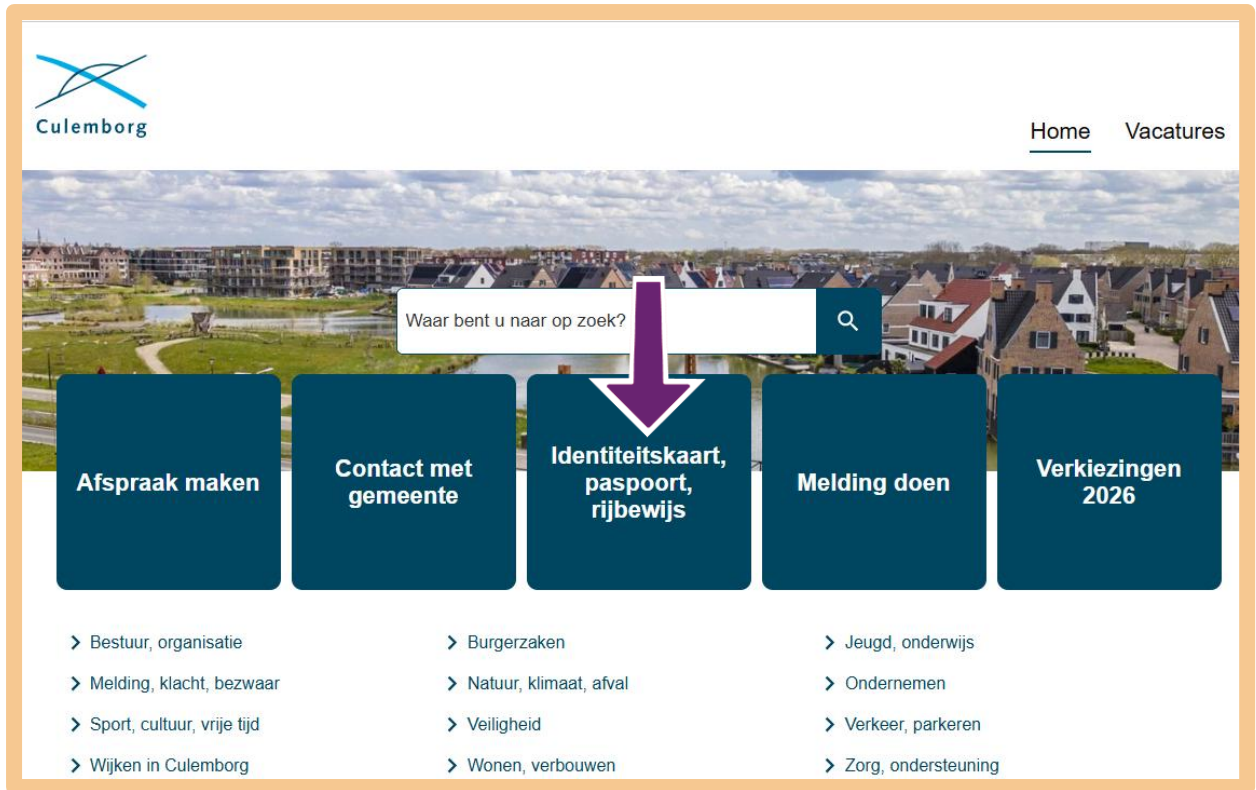 Culemborg
Home Vacatures
Waar bent u naar op zoek?
Afspraak maken
Contact met
gemeente
Identiteitskaart,
paspoort,
rijbewijs
Melding doen
Verkiezingen
2026
Bestuur, organisatie
Burgerzaken
Jeugd, onderwijs
Melding, klacht, bezwaar
Natuur, klimaat, afval
Ondernemen
Sport, cultuur, vrije tijd
Veiligheid
Verkeer, parkeren
Wijken in Culemborg
Wonen, verbouwen
Zorg, ondersteuning